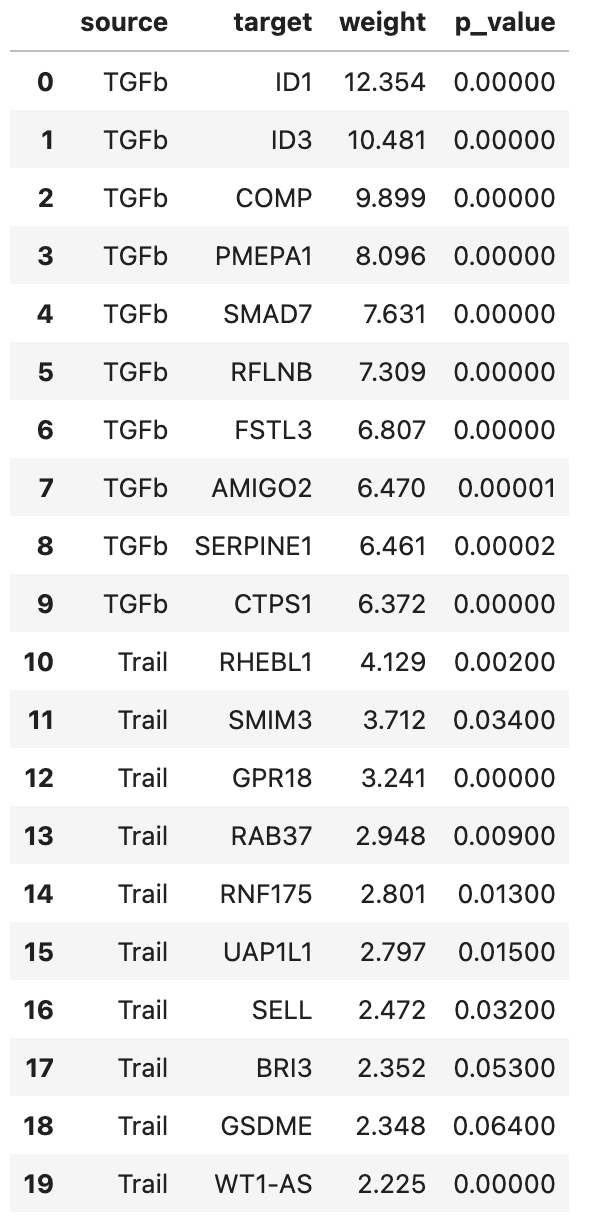 source target weight p_value
0 TGFb ID1 12.354 0.00000
1 TGFb ID3 10.481 0.00000
2 TGFb COMP 9.899 0.00000
3 TGFb PMEPA1 8.096 0.00000
4 TGFb SMAD7 7.631 0.00000
5 TGFb RFLNB 7.309 0.00000
6 TGFb FSTL3 6.807 0.00000
7 TGFb AMIGO2 6.470 0.00001
8 TGFb SERPINE1 6.461 0.00002
9 TGFb CTPS1 6.372 0.00000
10 Trail RHEBL1 4.129 0.00200
11 Trail SMIM3 3.712 0.03400
12 Trail GPR18 3.241 0.00000
13 Trail RAB37 2.948 0.00900
14 Trail RNF175 2.801 0.01300
15 Trail UAP1L1 2.797 0.01500
16 Trail SELL 2.472 0.03200
17 Trail BRI3 2.352 0.05300
18 Trail GSDME 2.348 0.06400
19 Trail WT1-AS 2.225 0.00000